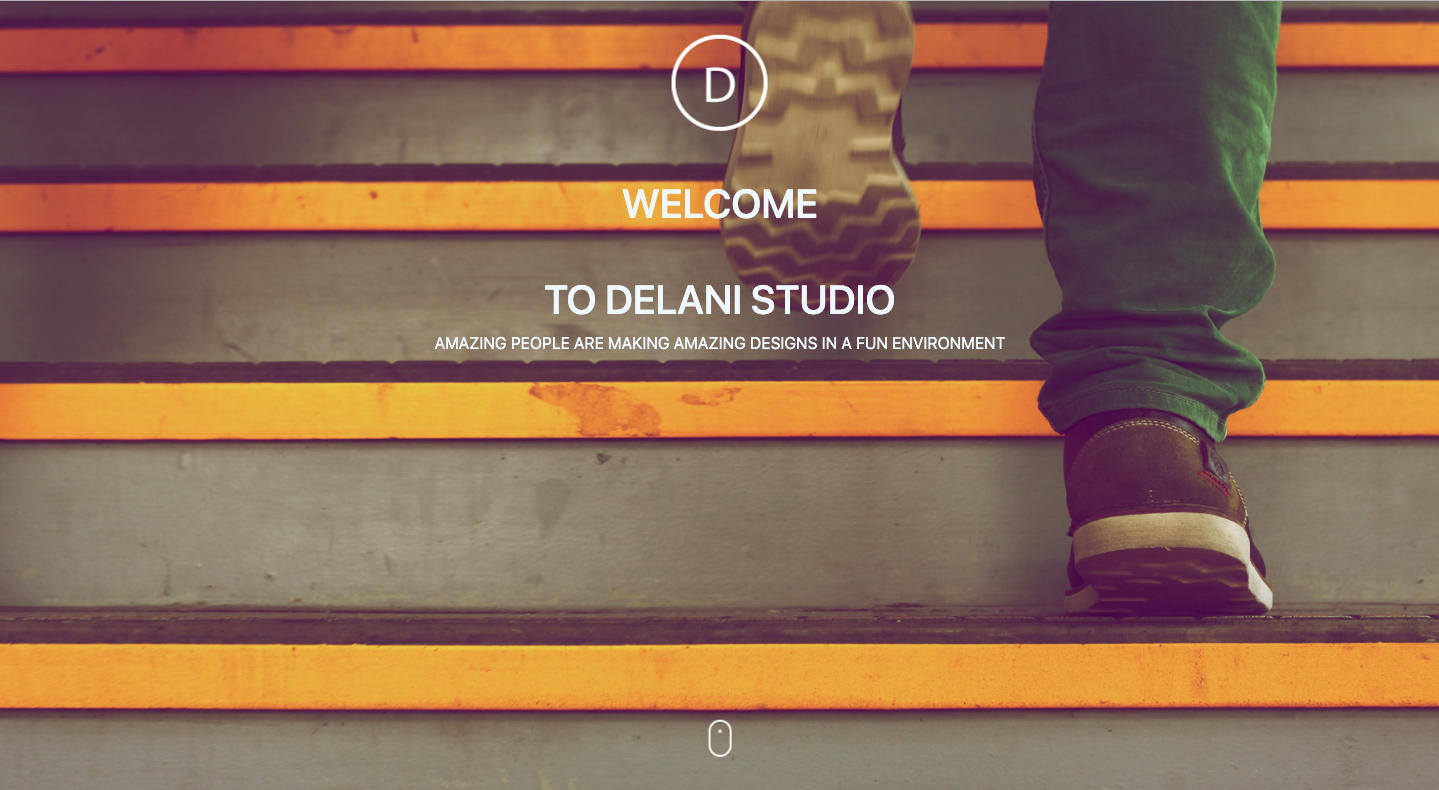 D
WELCOME
TO DELANI STUDIO
AMAZING PEOPLE ARE MAKING AMAZING DESIGNS IN A FUN ENVIRONMENT